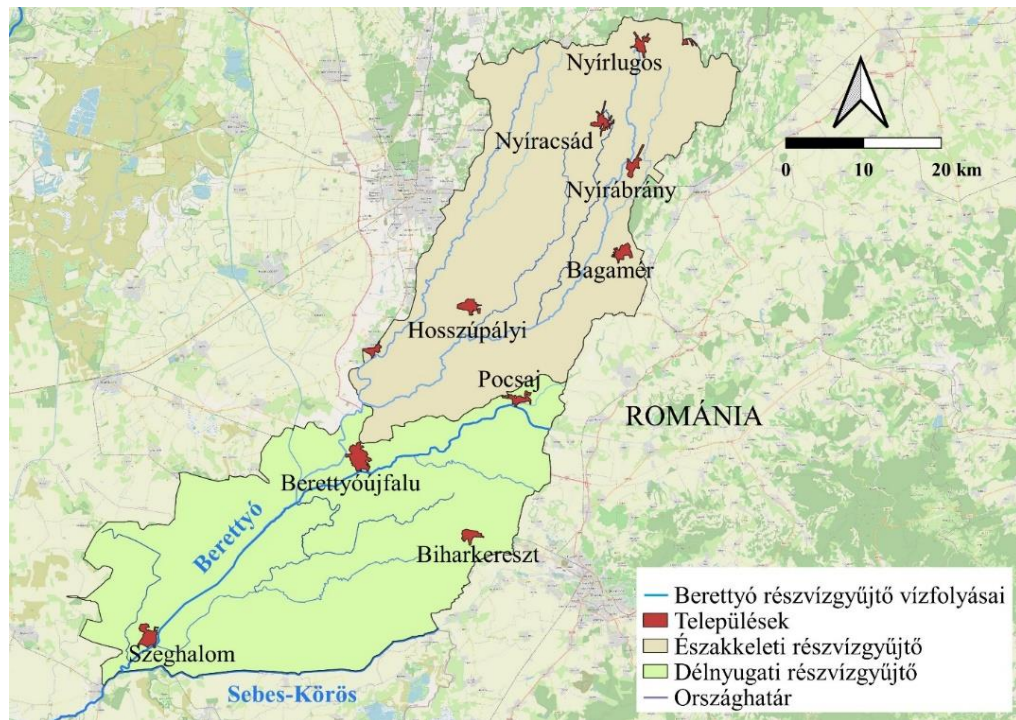 Nyírlugos
Nyíracsád
0 10 20 km
Nyírábrány
Bagamér
Hosszúpályi
Pocsaj
ROMÁNIA
Berettyóújfalu
Berettyó
Biharkereszt
Szeghalom
Sebes-Körös
Berettyó részvízgyűjtő vízfolyásai
Települések
Északkeleti részvízgyűjtő
Délnyugati részvízgyűjtő
Országhatár